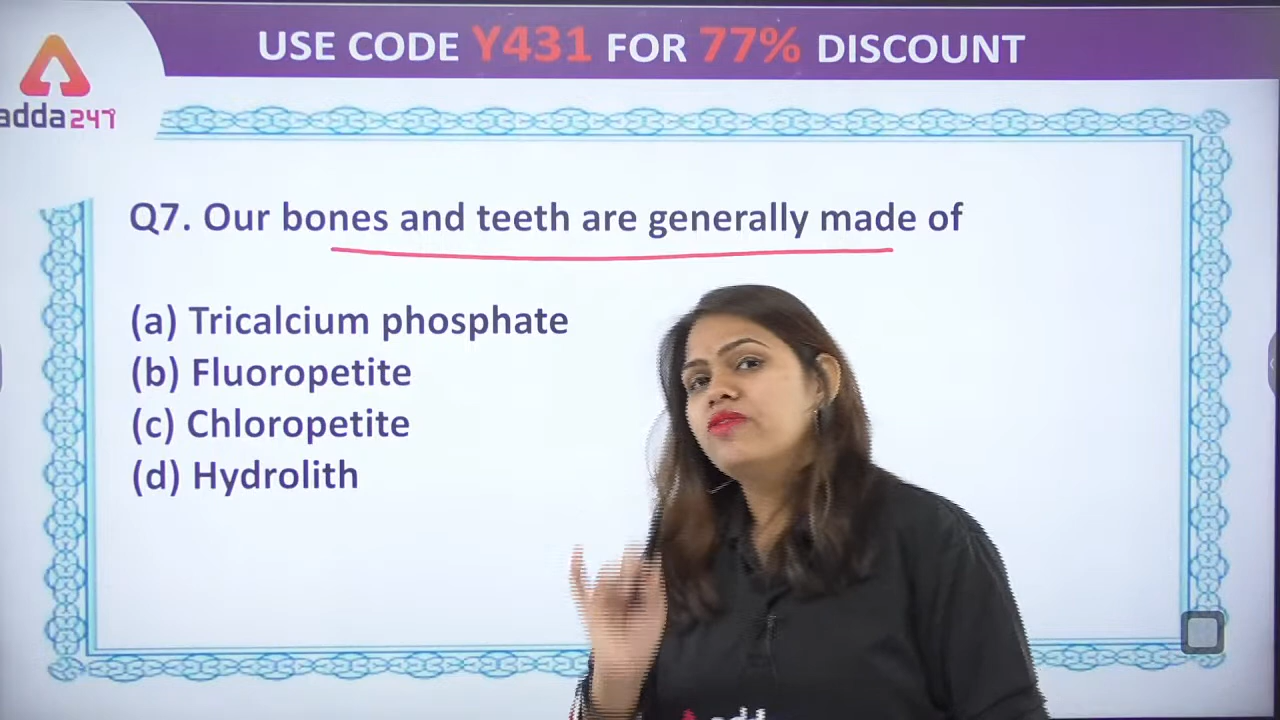 USE CODE Y431 FOR 77% DISCOUNT
adda247
Q7. Our bones and teeth are generally made of
(a) Tricalcium phosphate
(b) Fluoropetite
(c) Chloropetite
(d) Hydrolith